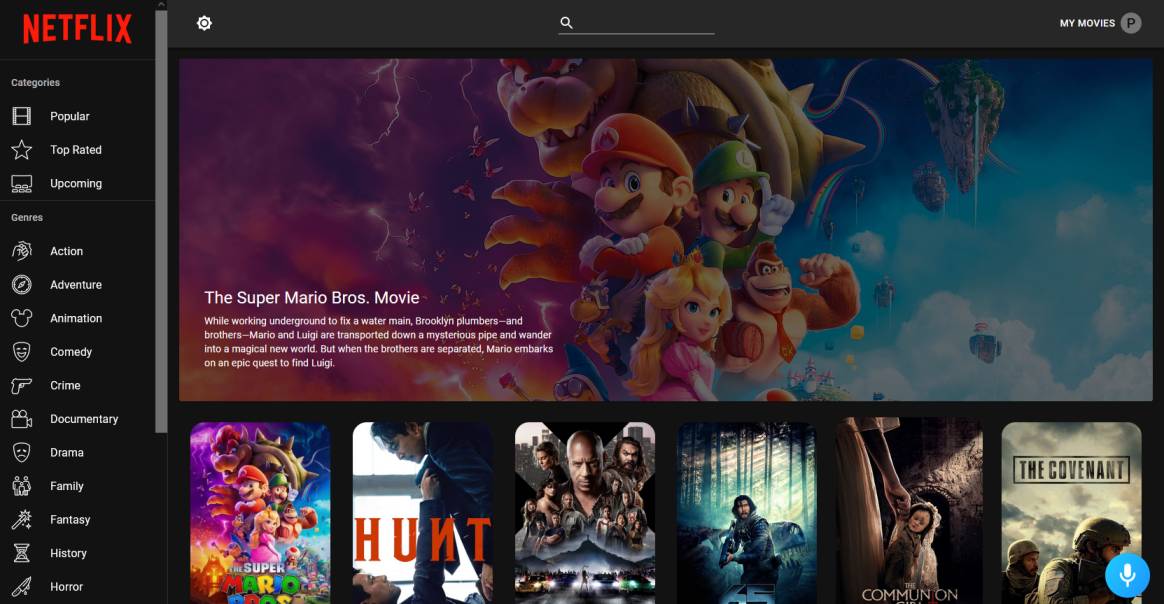 NETFLIX
MY MOVIES P
Categories
Popular
Top Rated
Upcoming
Genres
Action
Adventure
Animation
Comedy
Crime
Documentary
Drama
Family
Fantasy
History
Horror
The Super Mario Bros. Movie
While working underground to fix a water main, Brooklyn plumbers—and
brothers—Mario and Luigi are transported down a mysterious pipe and wander
into a magical new world. But when the brothers are separated, Mario embarks
on an epic quest to find Luigi.
THE SUPER
MARIO
BROS
HUNT
65
THE
COMMUNION
GIRL
THE COVENANT